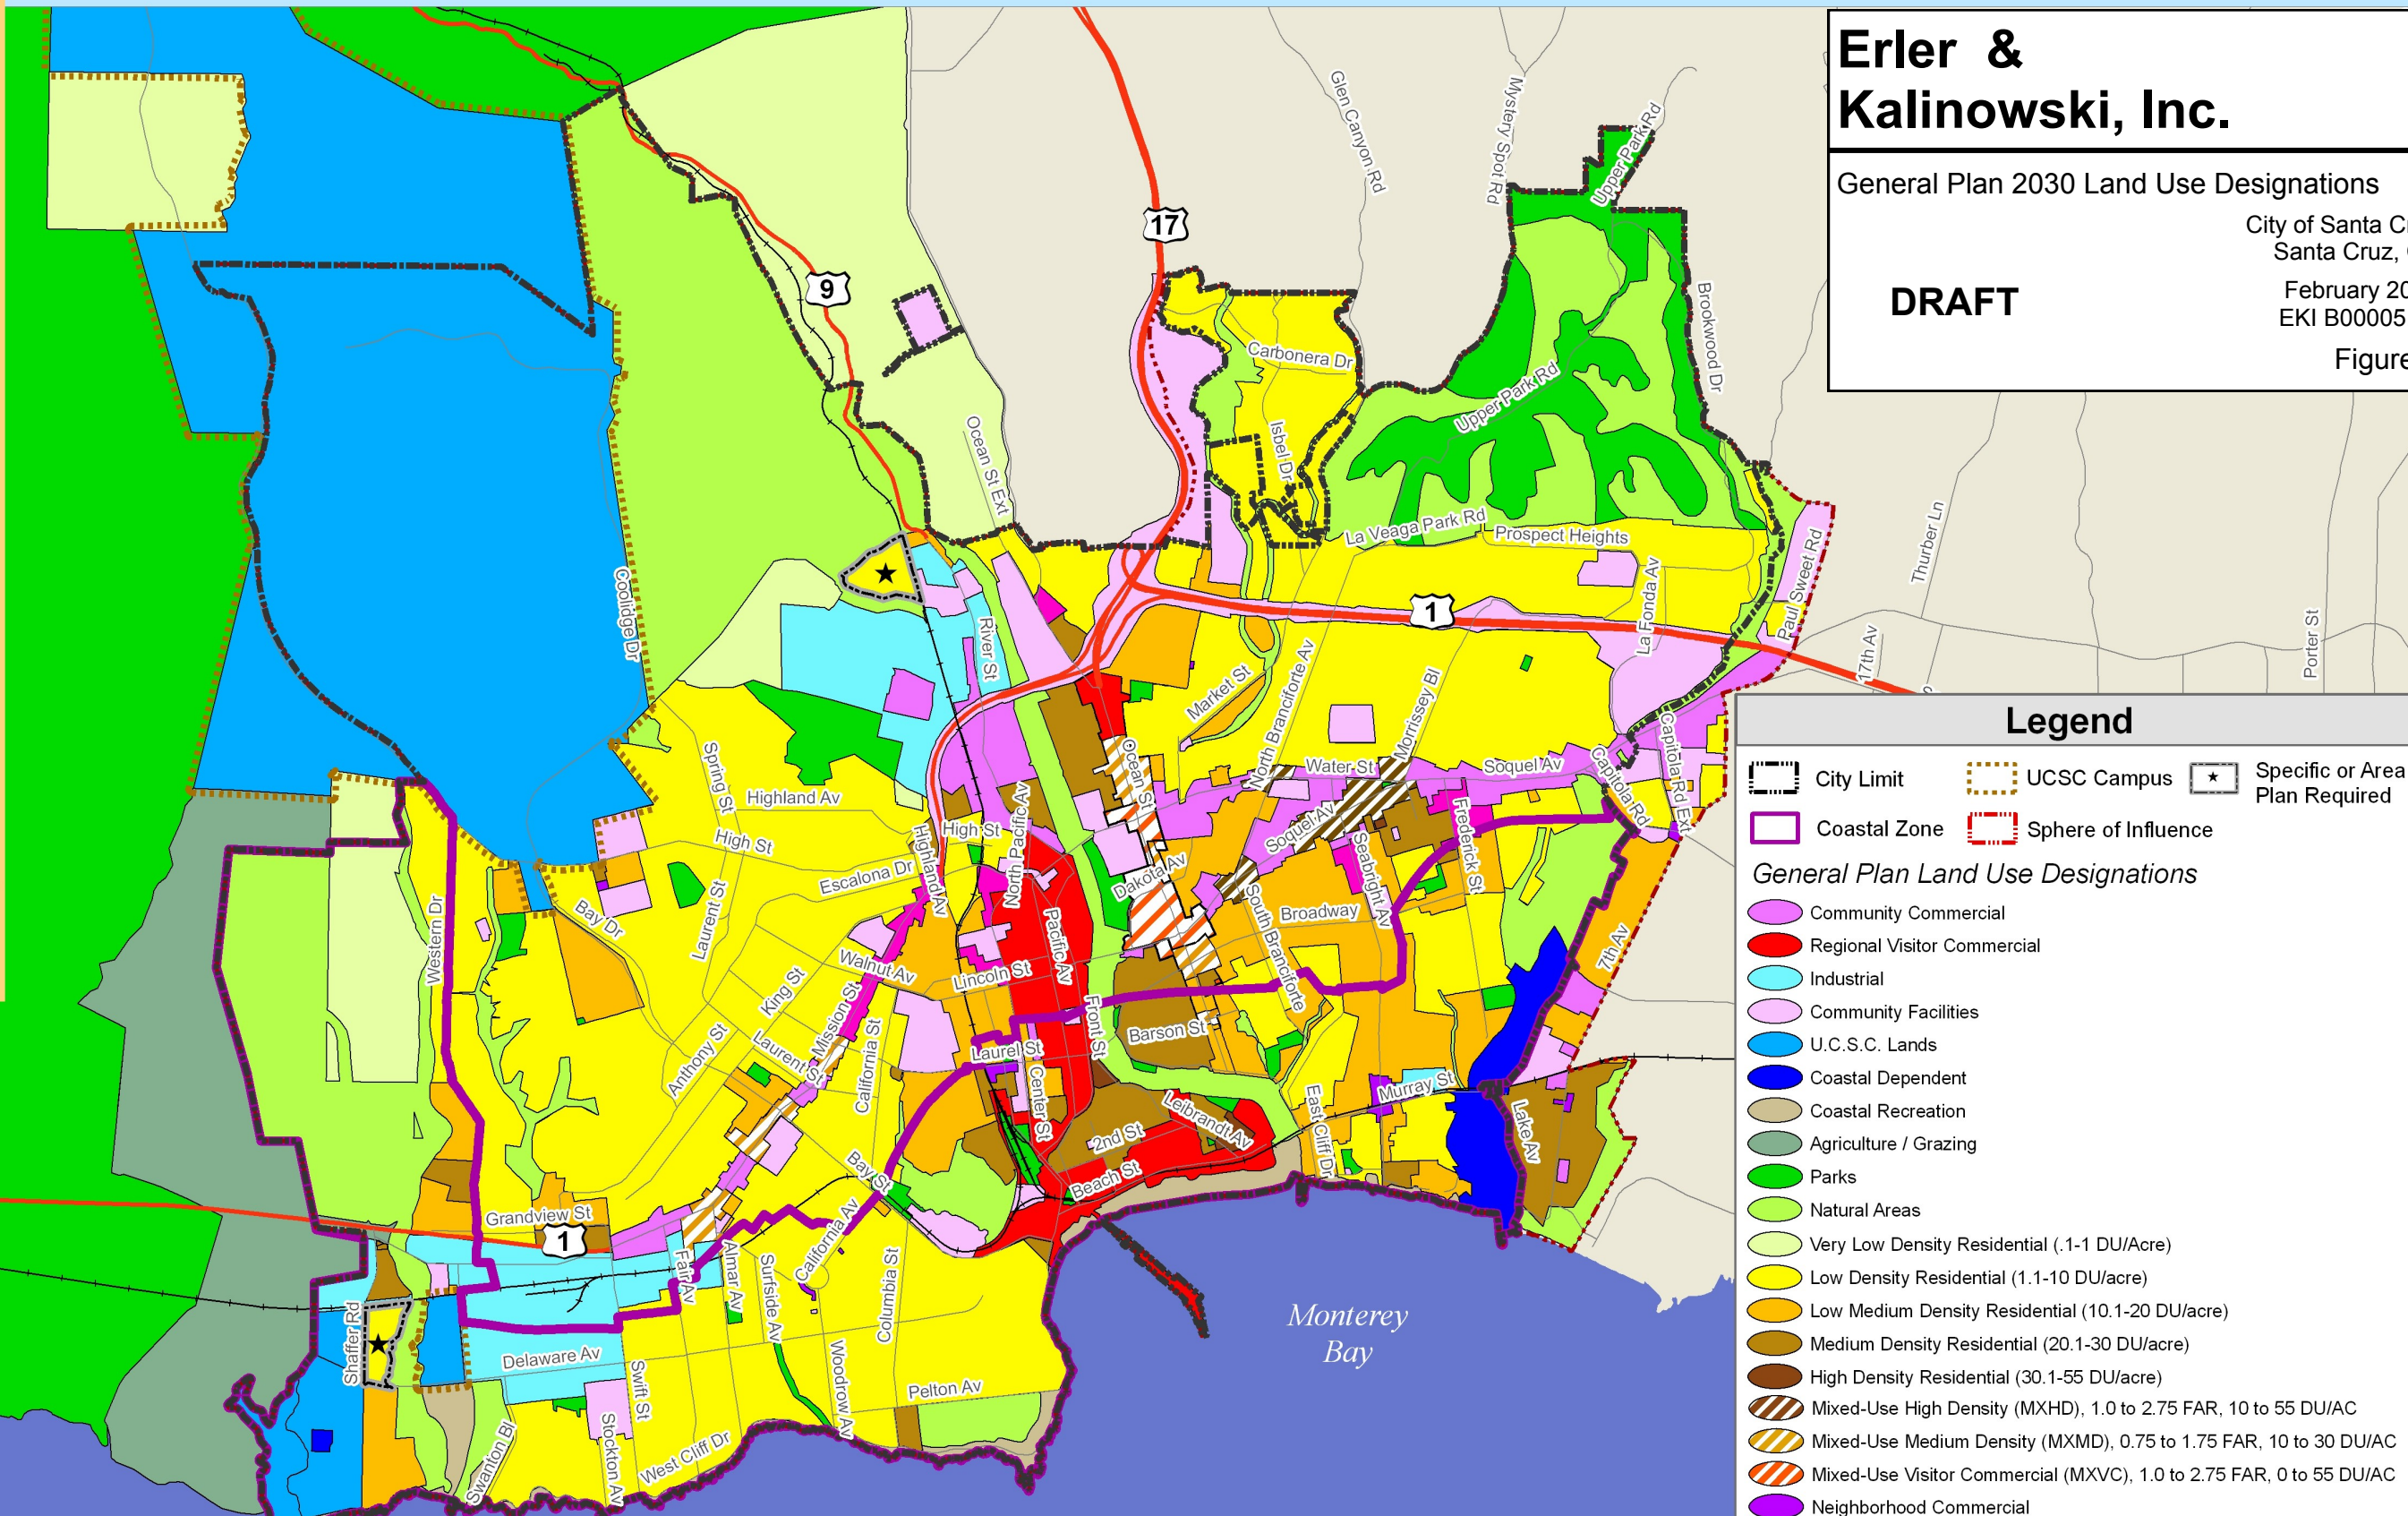 Erler &
Kalinowski, Inc.
General Plan 2030 Land Use Designations
City of Santa C
Santa Cruz,
DRAFT
February 20
EKI B00005
Figure
Glen Canyon Rd
Mystery Spot Rd
Upper Park Rd
17
9
Carbonera Dr
Brookwood Dr
Upper Park Rd
Isbel Dr
Ocean St Ext
La Veaga Park Rd
Prospect Heights
Thurber Ln
Paul Sweet Rd
La Fonda Av
Coolidge Dr
River St
1
17th Av
Porter St
Market St
North Branciforte Av
Morrissey Bl
Spring St
Ocean St
Water St
Soquel Av
Capitola Rd
Capitola Rd Ext
Highland Av
North Pacific Av
High St
High St
Highland Av
Soquel Av
Frederick St
Seabright Av
Escalona Dr
Dakota Av
Laurent St
Bay Dr
Western Dr
Pacific Av
South Branciforte
Broadway
7th Av
Walnut Av
Lincoln St
King St
Mission St
Front St
Barson St
Anthony St
Laurent St
California St
Laurel St
Center St
Leibrandt Av
East Cliff Dr
Murray St
Lake Av
2nd St
Bay St
Beach St
Grandview St
1
California Av
Fair Av
Almar Av
Surfside Av
Columbia St
Shaffer Rd
Monterey
Bay
Delaware Av
Swift St
Woodrow Av
Pelton Av
Swanton Bl
Stockton Av
West Cliff Dr
Legend
City Limit
UCSC Campus
Specific or Area
Plan Required
Coastal Zone
Sphere of Influence
General Plan Land Use Designations
Community Commercial
Regional Visitor Commercial
Industrial
Community Facilities
U.C.S.C. Lands
Coastal Dependent
Coastal Recreation
Agriculture / Grazing
Parks
Natural Areas
Very Low Density Residential (.1-1 DU/Acre)
Low Density Residential (1.1-10 DU/acre)
Low Medium Density Residential (10.1-20 DU/acre)
Medium Density Residential (20.1-30 DU/acre)
High Density Residential (30.1-55 DU/acre)
Mixed-Use High Density (MXHD), 1.0 to 2.75 FAR, 10 to 55 DU/AC
Mixed-Use Medium Density (MXMD), 0.75 to 1.75 FAR, 10 to 30 DU/AC
Mixed-Use Visitor Commercial (MXVC), 1.0 to 2.75 FAR, 0 to 55 DU/AC
Neighborhood Commercial